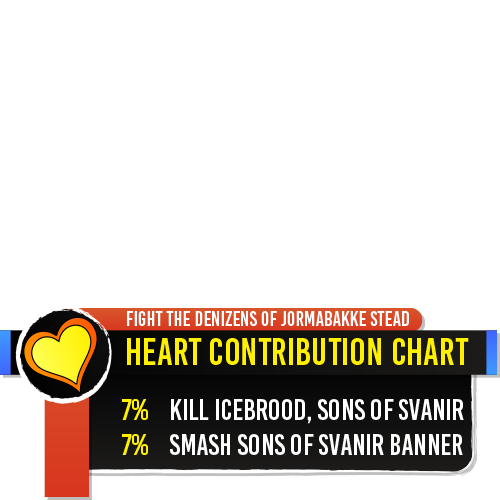 FIGHT THE DENIZENS OF JORMABAKKE STEAD
HEART CONTRIBUTION CHART
7% KILL ICEBROOD, SONS OF SVANIR
7% SMASH SONS OF SVANIR BANNER